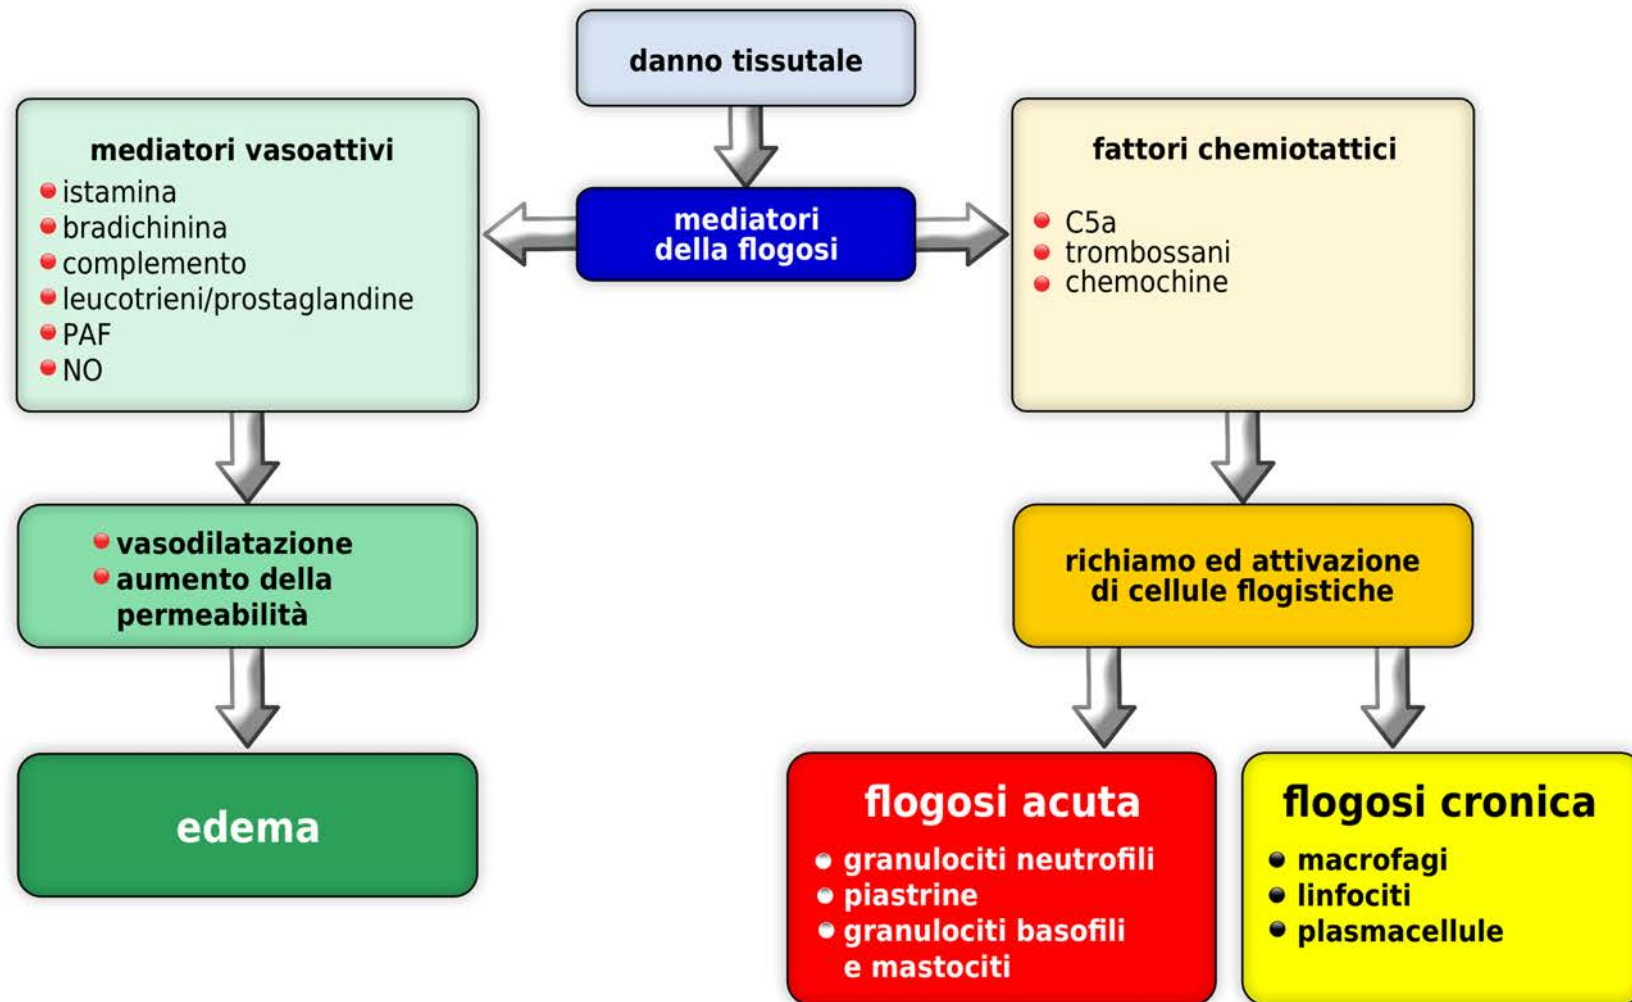 danno tissutale
mediatori
della flogosi
mediatori vasoattivi
istamina
bradichinina
complemento
leucotrieni/prostaglandine
PAF
NO
fattori chemiotattici
C5a
trombossani
chemochine
vasodilatazione
aumento della
permeabilità
richiamo ed attivazione
di cellule flogistiche
edema
flogosi acuta
granulociti neutrofili
piastrine
granulociti basofili
e mastociti
flogosi cronica
macrofagi
linfociti
plasmacellule